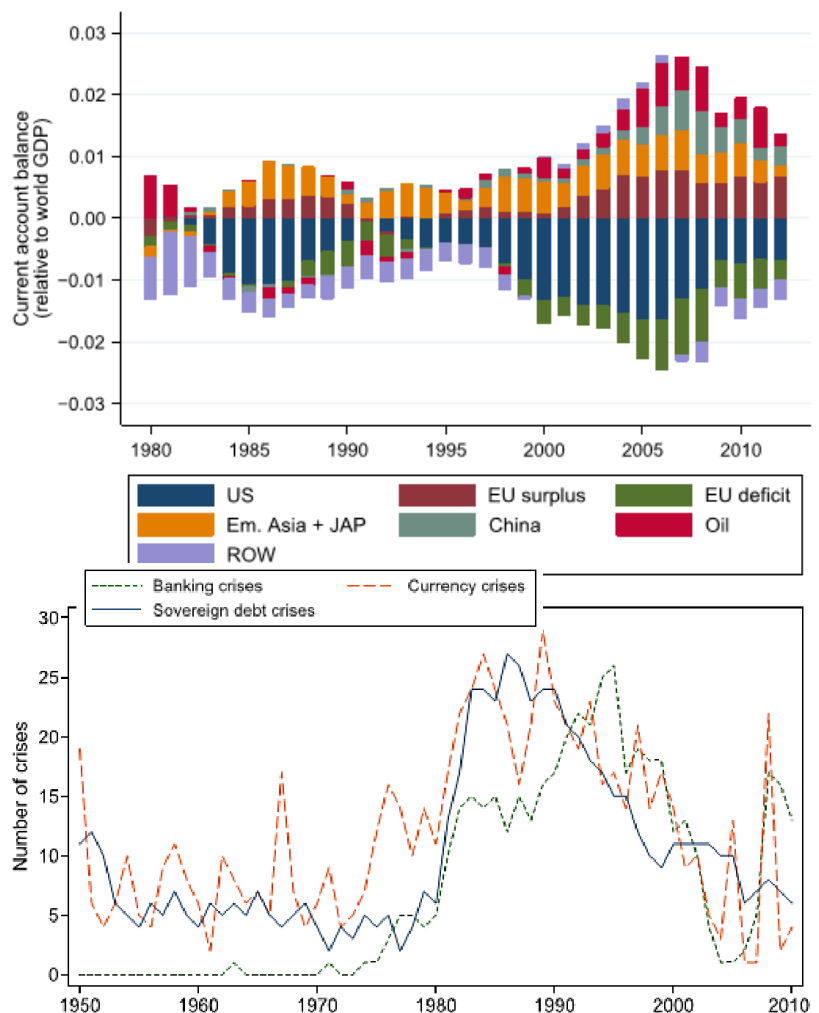 Current account balance
(relative to world GDP)
0.03
0.02
0.01
0.00
−0.01
−0.02
−0.03
1980 1985 1990 1995 2000 2005 2010
US EU surplus EU deficit
Em. Asia + JAP China Oil
ROW
Banking crises Currency crises
Sovereign debt crises
Number of crises
30
25
20
15
10
5
0
1950 1960 1970 1980 1990 2000 2010